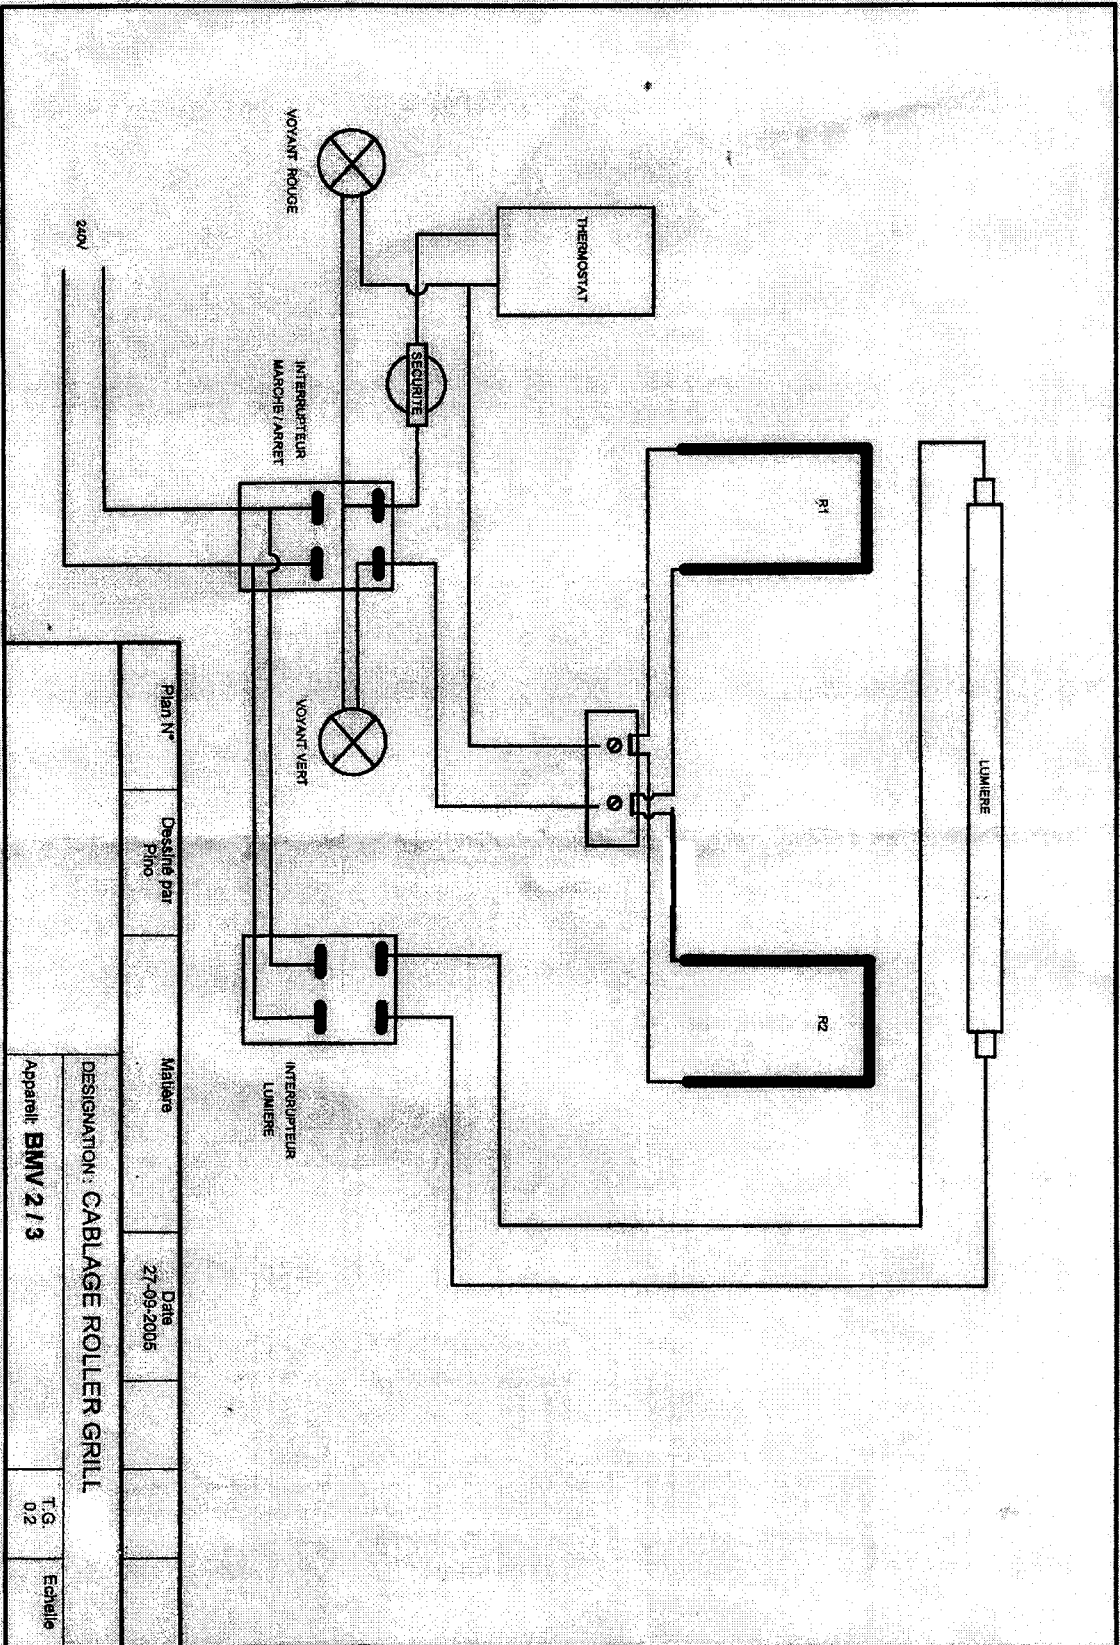 LUMIERE
R1
R2
THERMOSTAT
SECURITE
VOYANT ROUGE
VOYANT VERT
INTERRUPTEUR
MARCHE / ARRET
INTERRUPTEUR
LUMIERE
240V
Plan N°
Dessiné par
Pino
Matière
Date
27-09-2005
DESIGNATION : CABLAGE ROLLER GRILL
Appareil: BMV 2 / 3
T.G.
0.2
Echelle